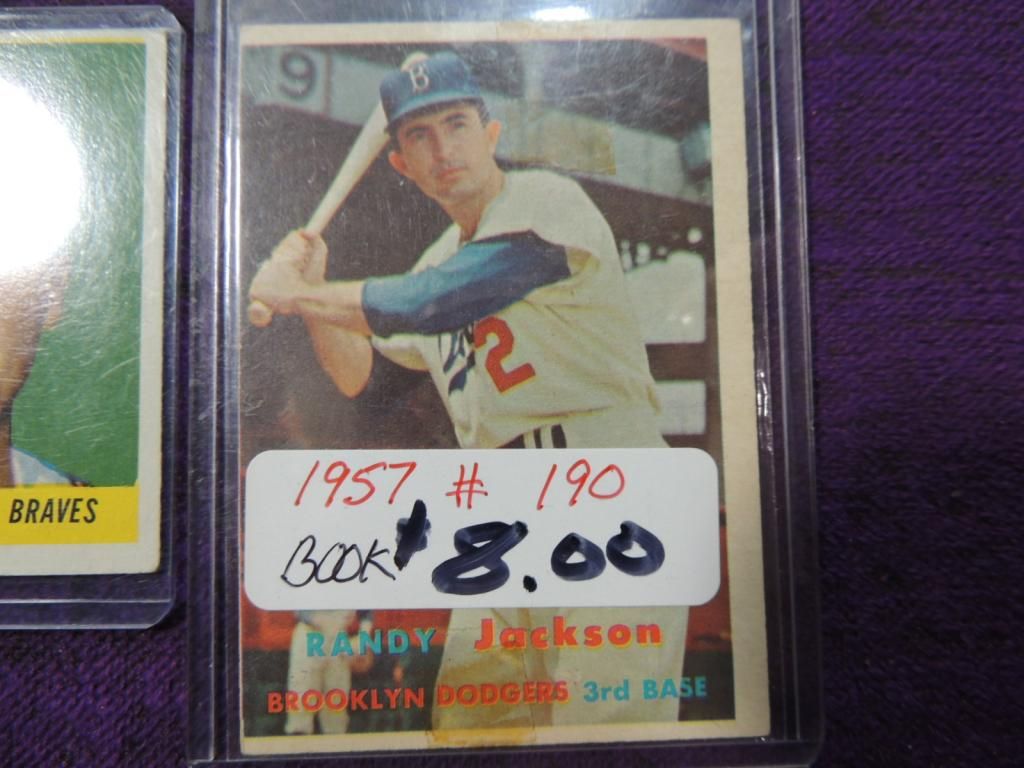 9
B
2
1957 # 190
BOOK $8.00
RANDY Jackson
BROOKLYN DODGERS 3rd BASE
BRAVES